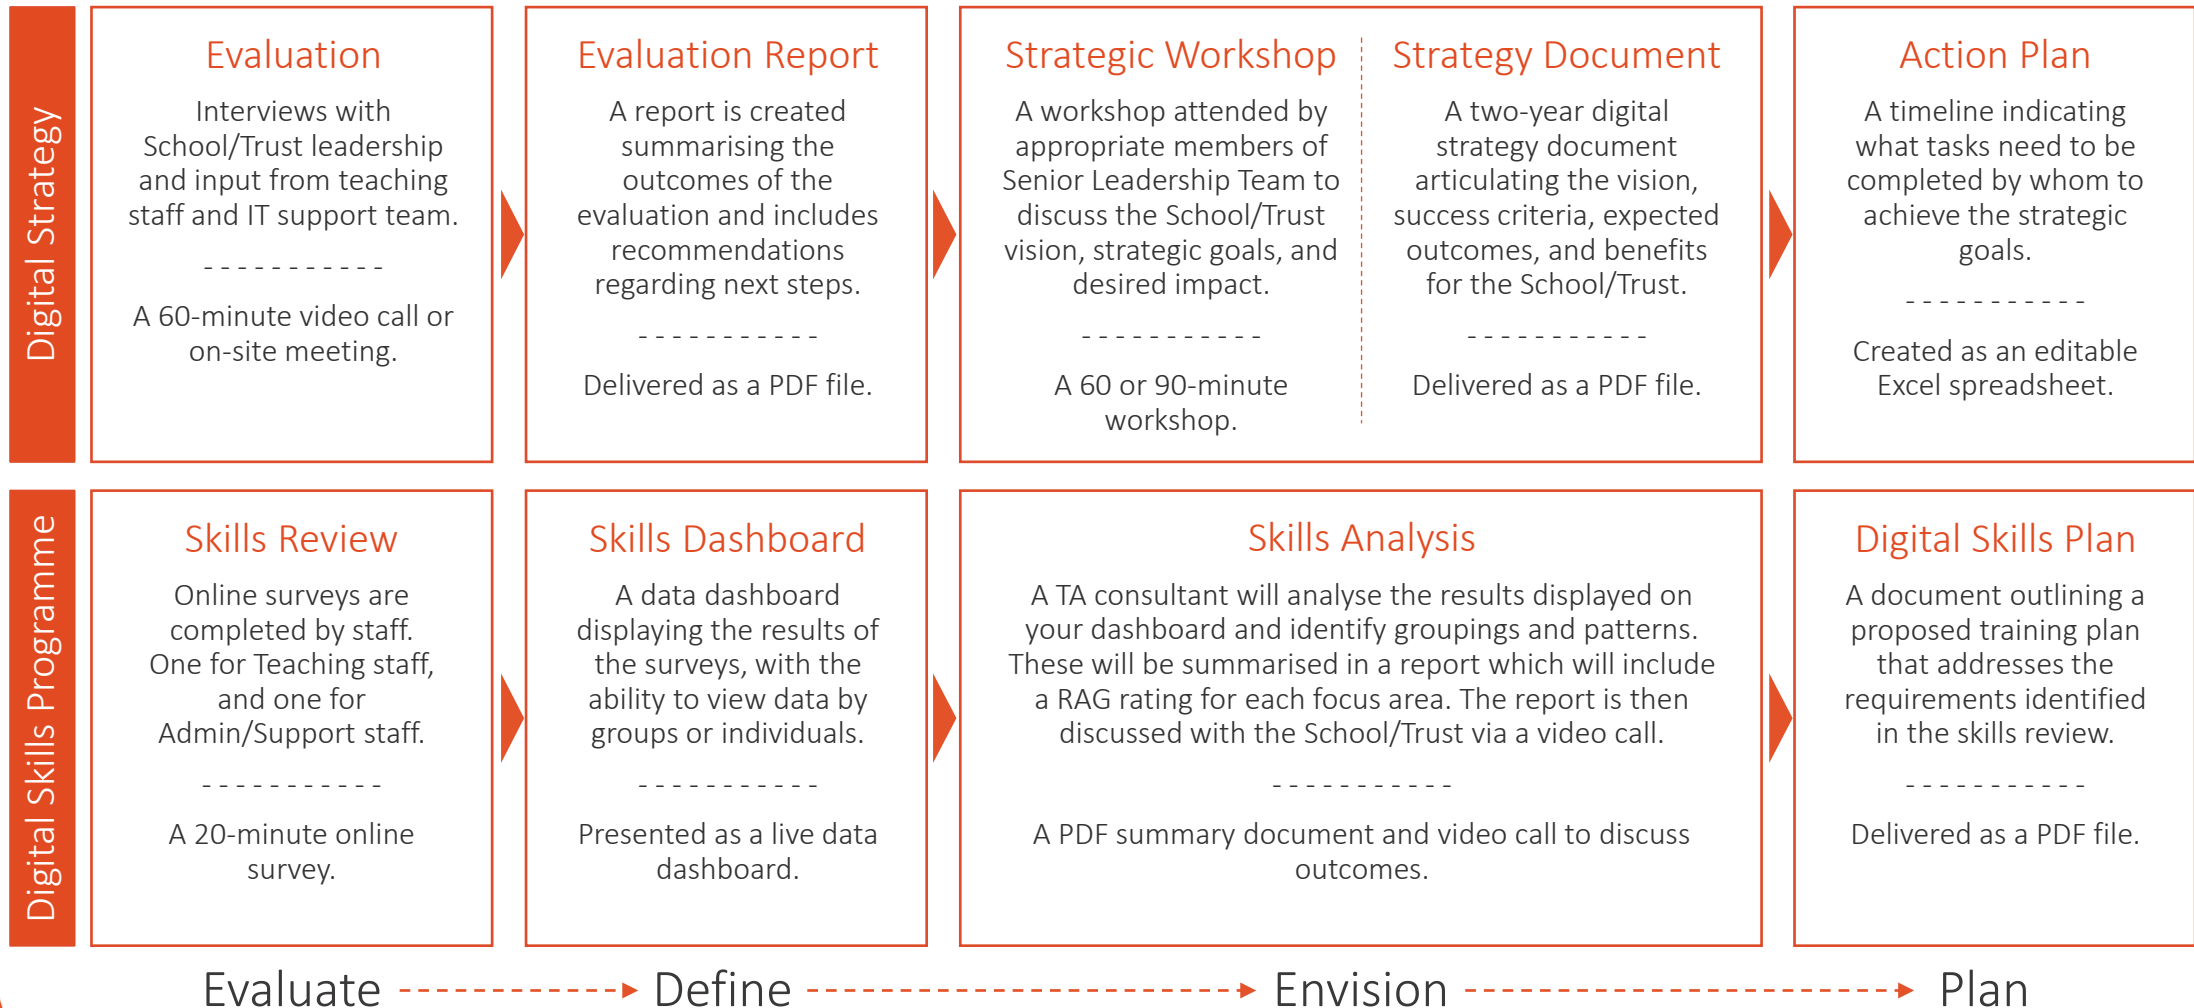 Digital Strategy
Evaluation
Interviews with
School/Trust leadership
and input from teaching
staff and IT support team.
- - - - - - - - - - -
A 60-minute video call or
on-site meeting.
Evaluation Report
A report is created
summarising the
outcomes of the
evaluation and includes
recommendations
regarding next steps.
- - - - - - - - - - -
Delivered as a PDF file.
Strategic Workshop
A workshop attended by
appropriate members of
Senior Leadership Team to
discuss the School/Trust
vision, strategic goals, and
desired impact.
- - - - - - - - - - -
A 60 or 90-minute
workshop.
Strategy Document
A two-year digital
strategy document
articulating the vision,
success criteria, expected
outcomes, and benefits
for the School/Trust.
- - - - - - - - - - -
Delivered as a PDF file.
Action Plan
A timeline indicating
what tasks need to be
completed by whom to
achieve the strategic
goals.
- - - - - - - - - - -
Created as an editable
Excel spreadsheet.
Digital Skills Programme
Skills Review
Online surveys are
completed by staff.
One for Teaching staff,
and one for
Admin/Support staff.
- - - - - - - - - - -
A 20-minute online
survey.
Skills Dashboard
A data dashboard
displaying the results of
the surveys, with the
ability to view data by
groups or individuals.
- - - - - - - - - - -
Presented as a live data
dashboard.
Skills Analysis
A TA consultant will analyse the results displayed on
your dashboard and identify groupings and patterns.
These will be summarised in a report which will include
a RAG rating for each focus area. The report is then
discussed with the School/Trust via a video call.
- - - - - - - - - - -
A PDF summary document and video call to discuss
outcomes.
Digital Skills Plan
A document outlining a
proposed training plan
that addresses the
requirements identified
in the skills review.
- - - - - - - - - - -
Delivered as a PDF file.
Evaluate
Define
Envision
Plan